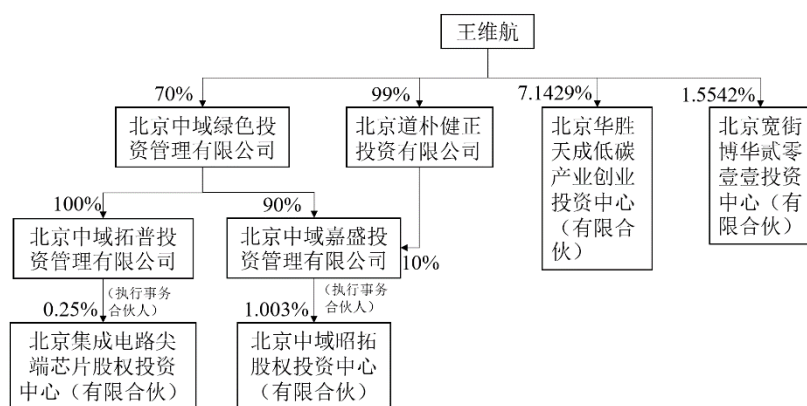 王维航
70%
99%
7.1429%
1.5542%
北京中域绿色投
资管理有限公司
北京道朴健正
投资有限公司
北京华胜
天成低碳
产业创业
投资中心
（有限合
伙）
北京宽街
博华贰零
壹壹投资
中心（有
限合伙）
100%
90%
北京中域拓普投
资管理有限公司
北京中域嘉盛投
资管理有限公司
10%
0.25%
（执行事务
合伙人）
1.003%
（执行事务
合伙人）
北京集成电路尖
端芯片股权投资
中心（有限合伙）
北京中域昭拓
股权投资中心
（有限合伙）